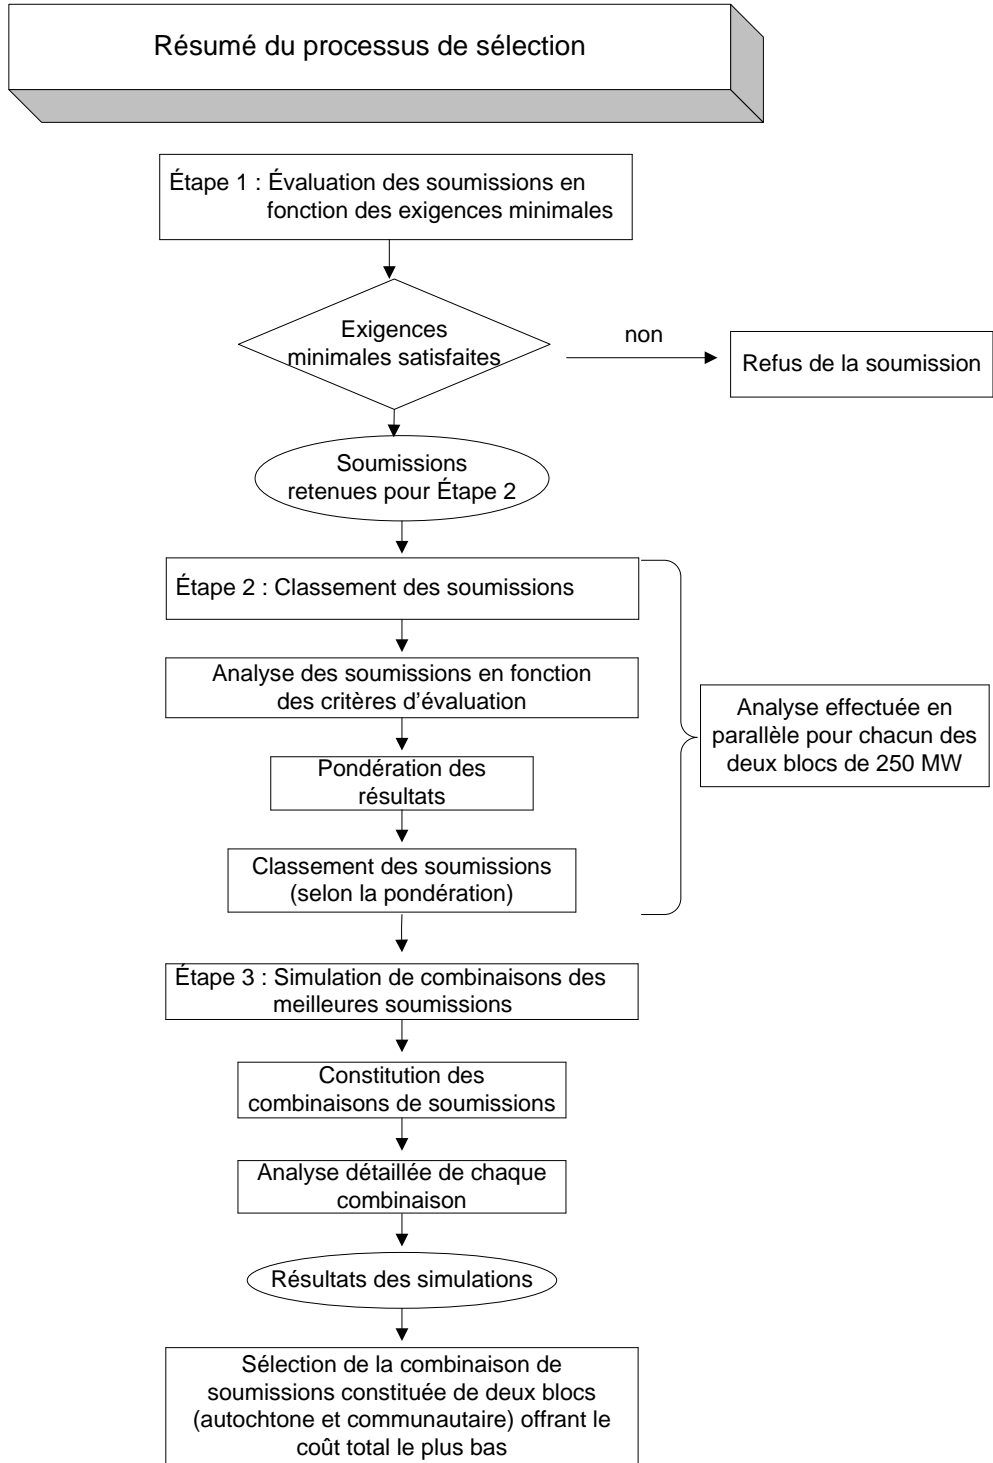 Résumé du processus de sélection
Étape 1 : Évaluation des soumissions en
fonction des exigences minimales
Exigences
minimales satisfaites
non
Refus de la soumission
Soumissions
retenues pour Étape 2
Étape 2 : Classement des soumissions
Analyse des soumissions en fonction
des critères d’évaluation
Pondération des
résultats
Classement des soumissions
(selon la pondération)
Analyse effectuée en
parallèle pour chacun des
deux blocs de 250 MW
Étape 3 : Simulation de combinaisons des
meilleures soumissions
Constitution des
combinaisons de soumissions
Analyse détaillée de chaque
combinaison
Résultats des simulations
Sélection de la combinaison de
soumissions constituée de deux blocs
(autochtone et communautaire) offrant le
coût total le plus bas